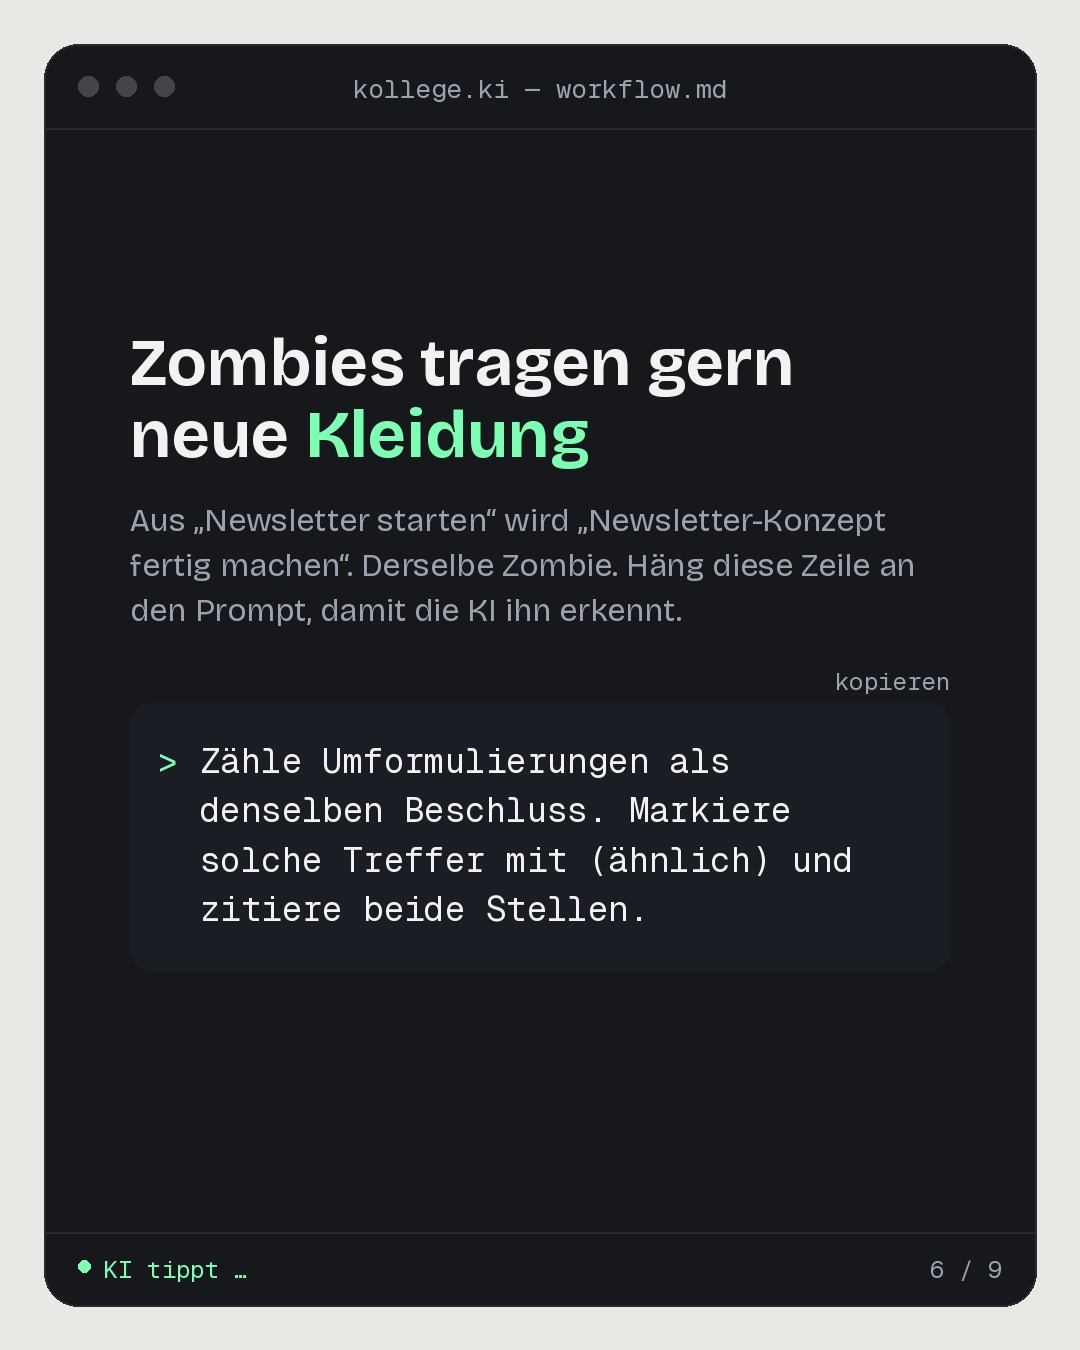 kollege.ki — workflow.md
Zombies tragen gern
neue Kleidung
Aus „Newsletter starten“ wird „Newsletter-Konzept
fertig machen“. Derselbe Zombie. Häng diese Zeile an
den Prompt, damit die KI ihn erkennt.
kopieren
> Zähle Umformulierungen als
denselben Beschluss. Markiere
solche Treffer mit (ähnlich) und
zitiere beide Stellen.
KI tippt …
6 / 9